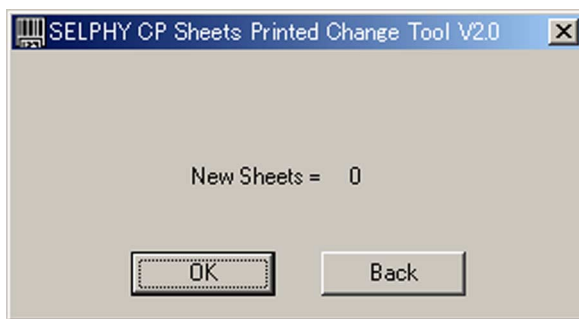 SELPHY CP Sheets Printed Change Tool V2.0
New Sheets = 0
OK
Back